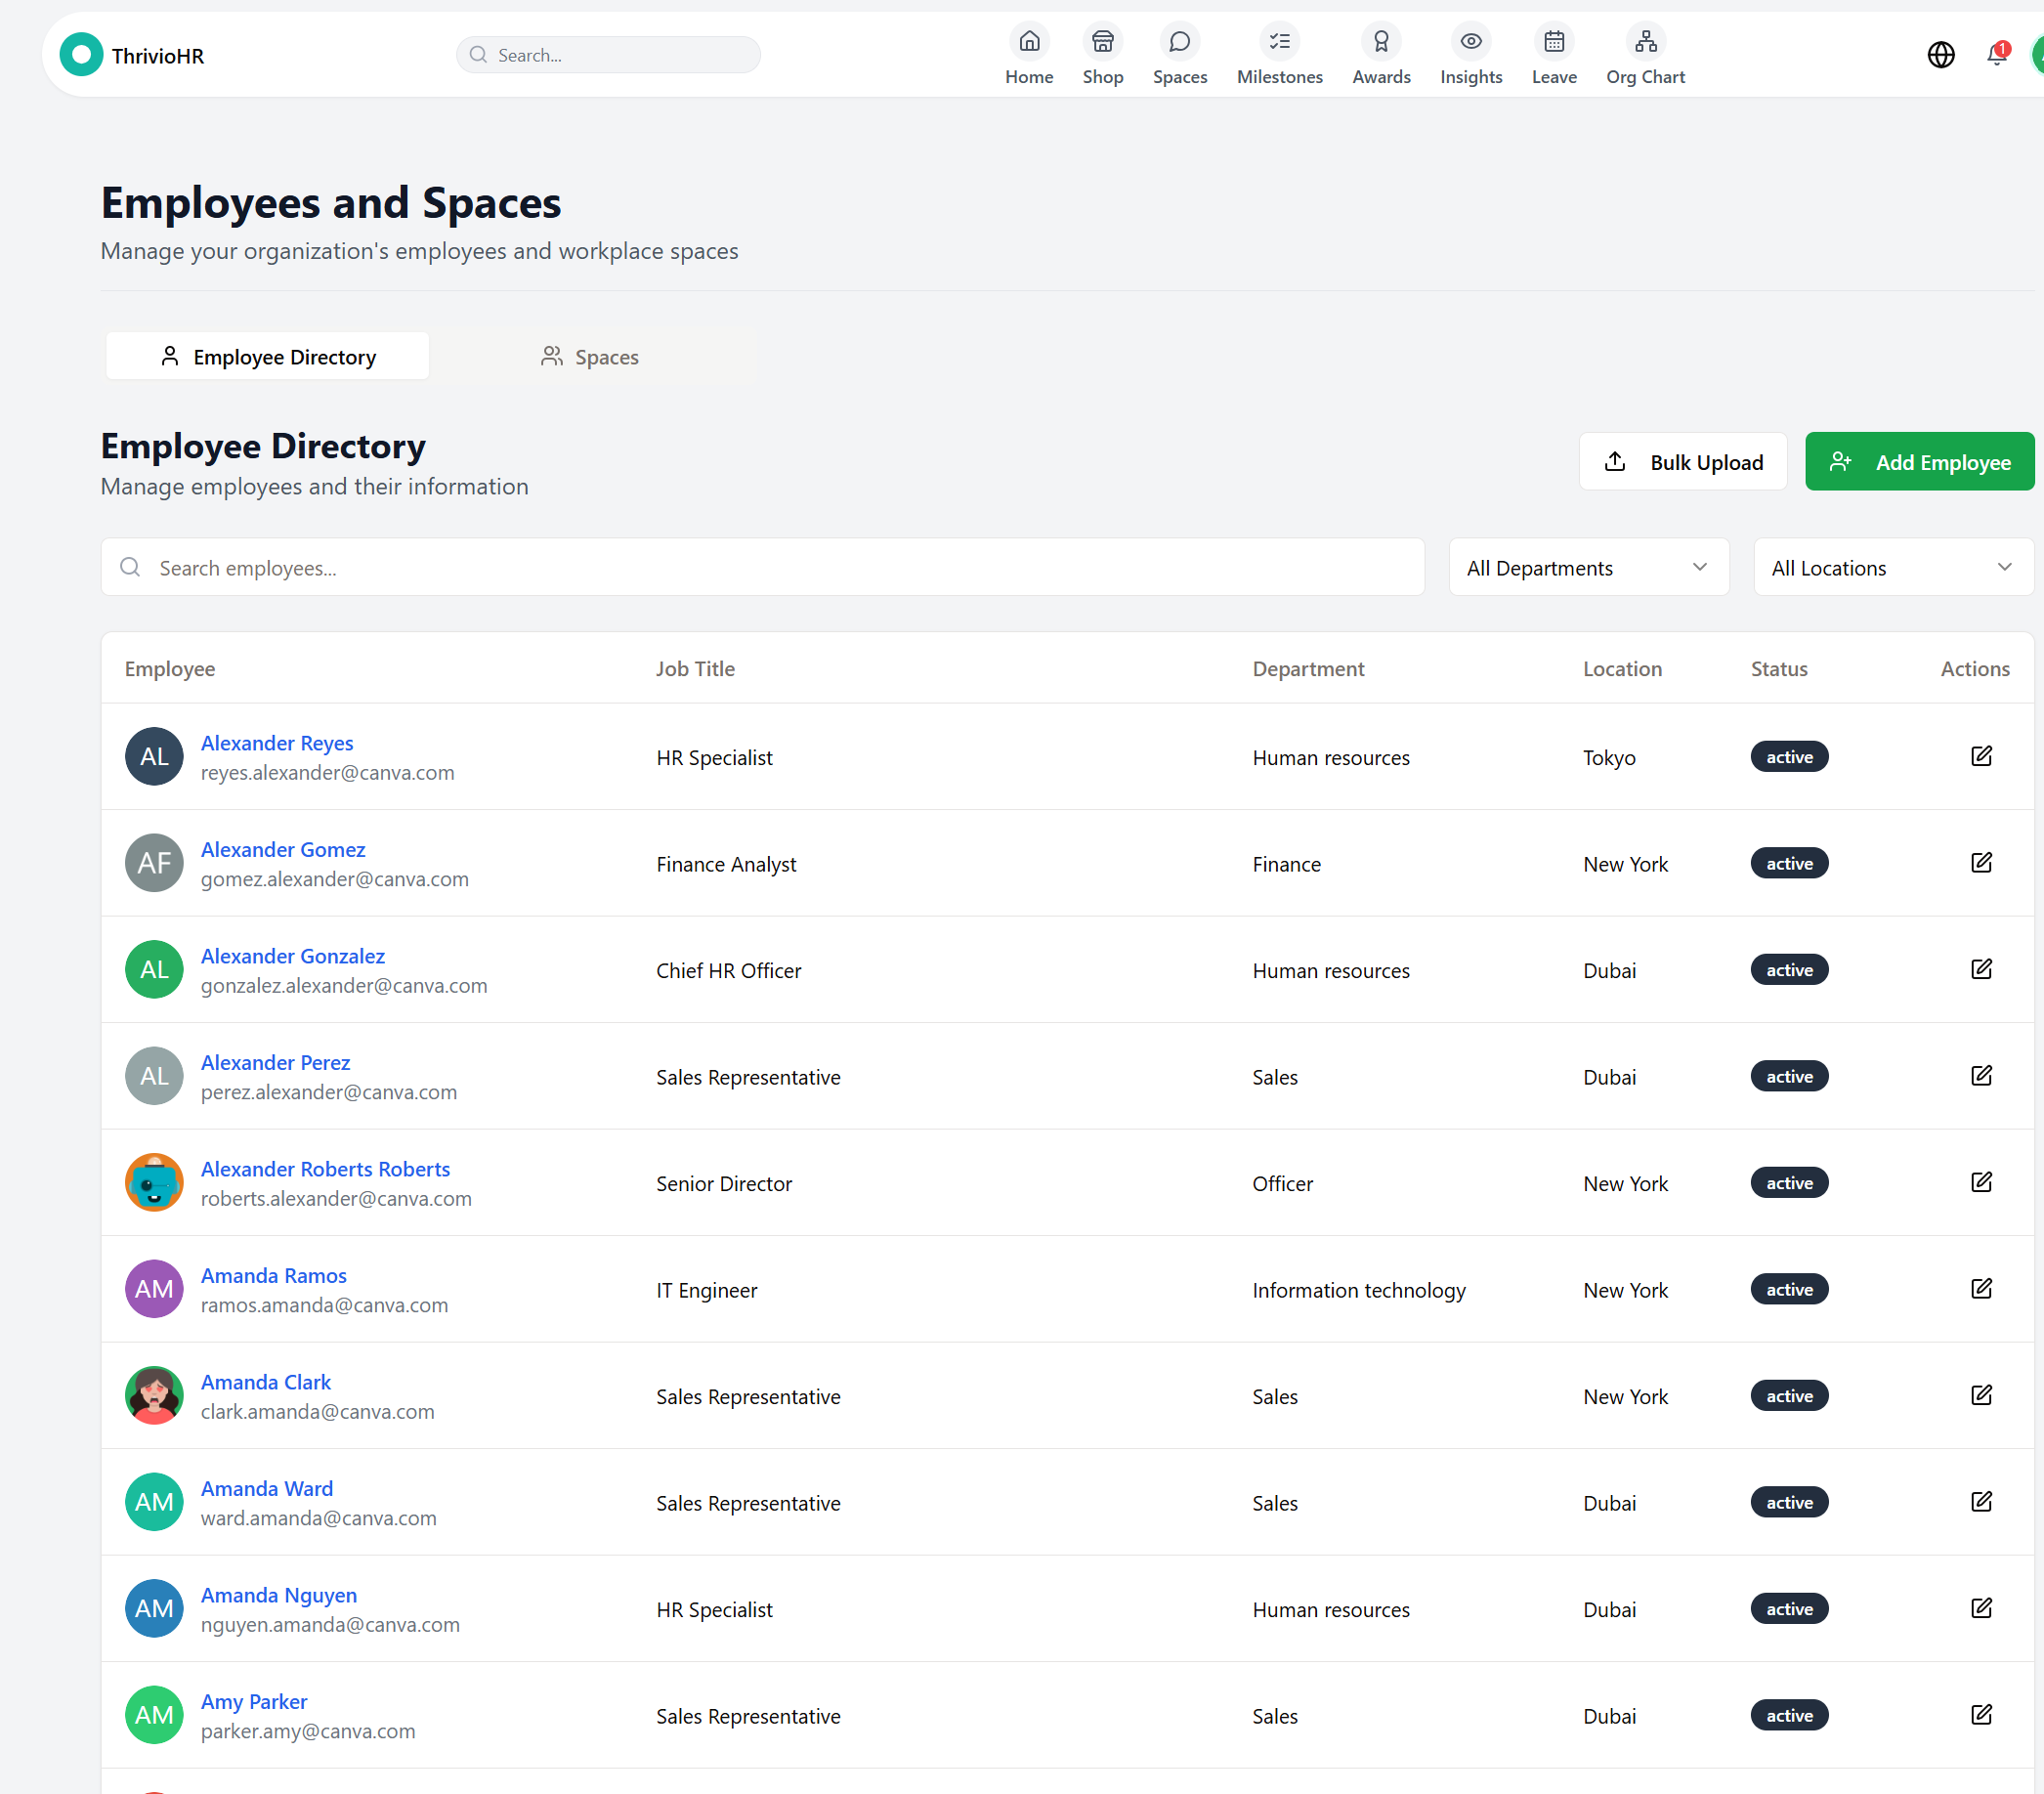 ThrivioHR
Search...
Home
Shop
Spaces
Milestones
Awards
Insights
Leave
Org Chart
1
Employees and Spaces
Manage your organization's employees and workplace spaces
Employee Directory
Spaces
Employee Directory
Manage employees and their information
Bulk Upload
Add Employee
Search employees...
All Departments
All Locations
Employee Job Title Department Location Status Actions
AL
Alexander Reyes
reyes.alexander@canva.com
HR Specialist Human resources Tokyo active
AF
Alexander Gomez
gomez.alexander@canva.com
Finance Analyst Finance New York active
AL
Alexander Gonzalez
gonzalez.alexander@canva.com
Chief HR Officer Human resources Dubai active
AL
Alexander Perez
perez.alexander@canva.com
Sales Representative Sales Dubai active
Alexander Roberts Roberts
roberts.alexander@canva.com
Senior Director Officer New York active
AM
Amanda Ramos
ramos.amanda@canva.com
IT Engineer Information technology New York active
Amanda Clark
clark.amanda@canva.com
Sales Representative Sales New York active
AM
Amanda Ward
ward.amanda@canva.com
Sales Representative Sales Dubai active
AM
Amanda Nguyen
nguyen.amanda@canva.com
HR Specialist Human resources Dubai active
AM
Amy Parker
parker.amy@canva.com
Sales Representative Sales Dubai active